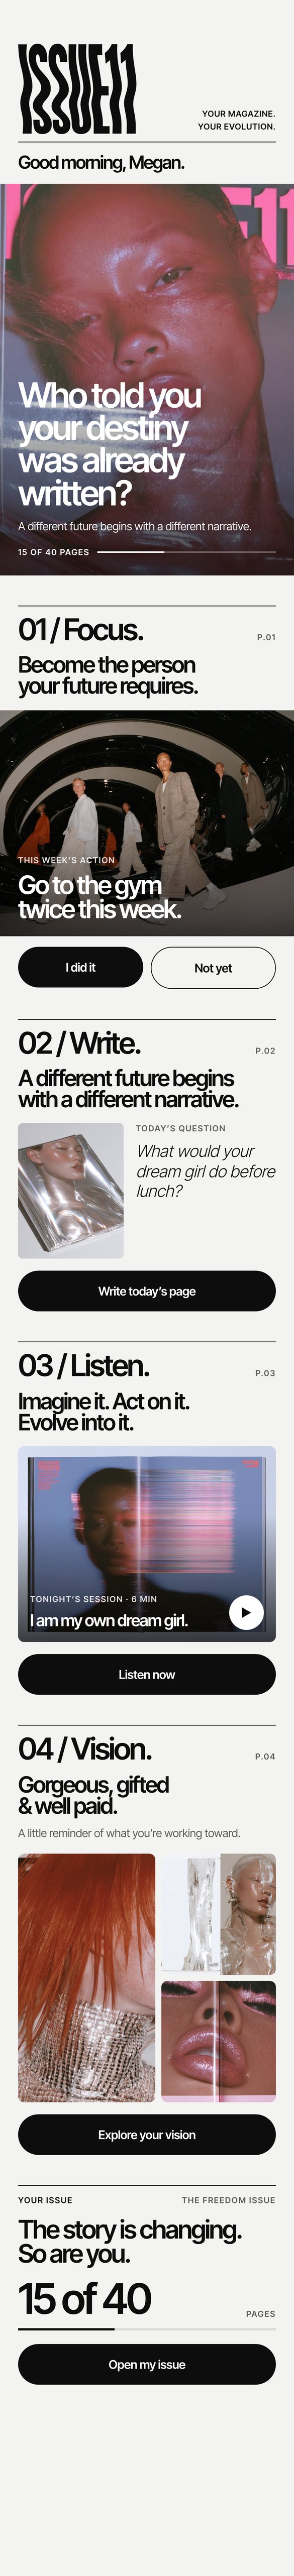 ISSUE11
YOUR MAGAZINE.
YOUR EVOLUTION.
Good morning, Megan.
Who told you
your destiny
was already
written?
A different future begins with a different narrative.
15 OF 40 PAGES
01 / Focus.
P.01
Become the person
your future requires.
THIS WEEK'S ACTION
Go to the gym
twice this week.
I did it
Not yet
02 / Write.
P.02
A different future begins
with a different narrative.
TODAY'S QUESTION
What would your
dream girl do before
lunch?
Write today's page
03 / Listen.
P.03
Imagine it. Act on it.
Evolve into it.
TONIGHT'S SESSION · 6 MIN
I am my own dream girl.
Listen now
04 / Vision.
P.04
Gorgeous, gifted
& well paid.
A little reminder of what you're working toward.
Explore your vision
YOUR ISSUE
THE FREEDOM ISSUE
The story is changing.
So are you.
15 of 40
PAGES
Open my issue